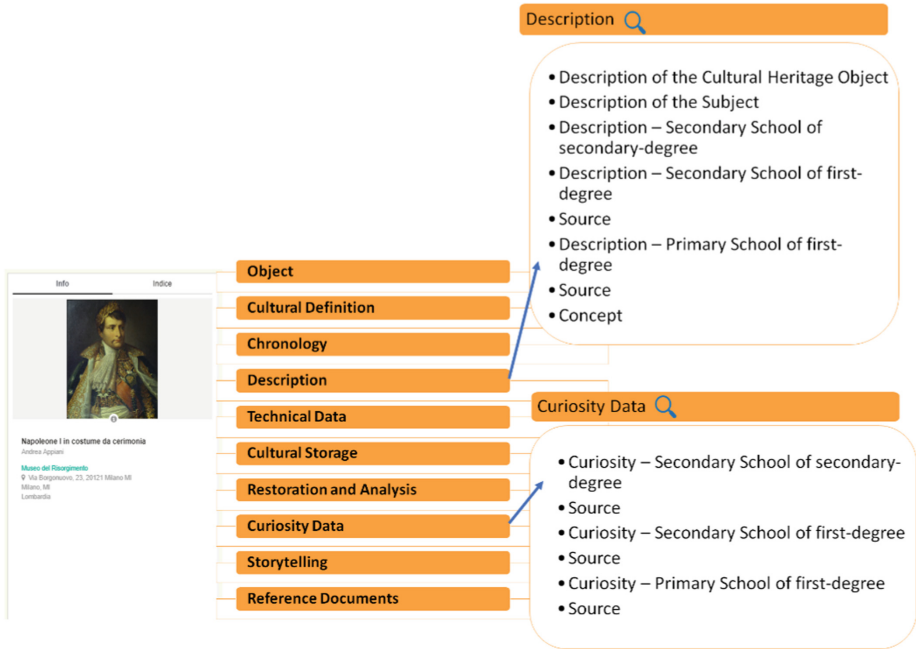 Description
• Description of the Cultural Heritage Object
• Description of the Subject
• Description – Secondary School of
secondary-degree
• Description – Secondary School of first-
degree
• Source
• Description – Primary School of first-
degree
• Source
• Concept
Info
Indice
Napoleone I in costume da cerimonia
Andrea Appiani
Museo del Risorgimento
Via Borgonuovo, 23, 20121 Milano MI
Milano, MI
Lombardia
Object
Cultural Definition
Chronology
Description
Technical Data
Cultural Storage
Restoration and Analysis
Curiosity Data
Storytelling
Reference Documents
Curiosity Data
• Curiosity – Secondary School of secondary-
degree
• Source
• Curiosity – Secondary School of first-degree
• Source
• Curiosity – Primary School of first-degree
• Source